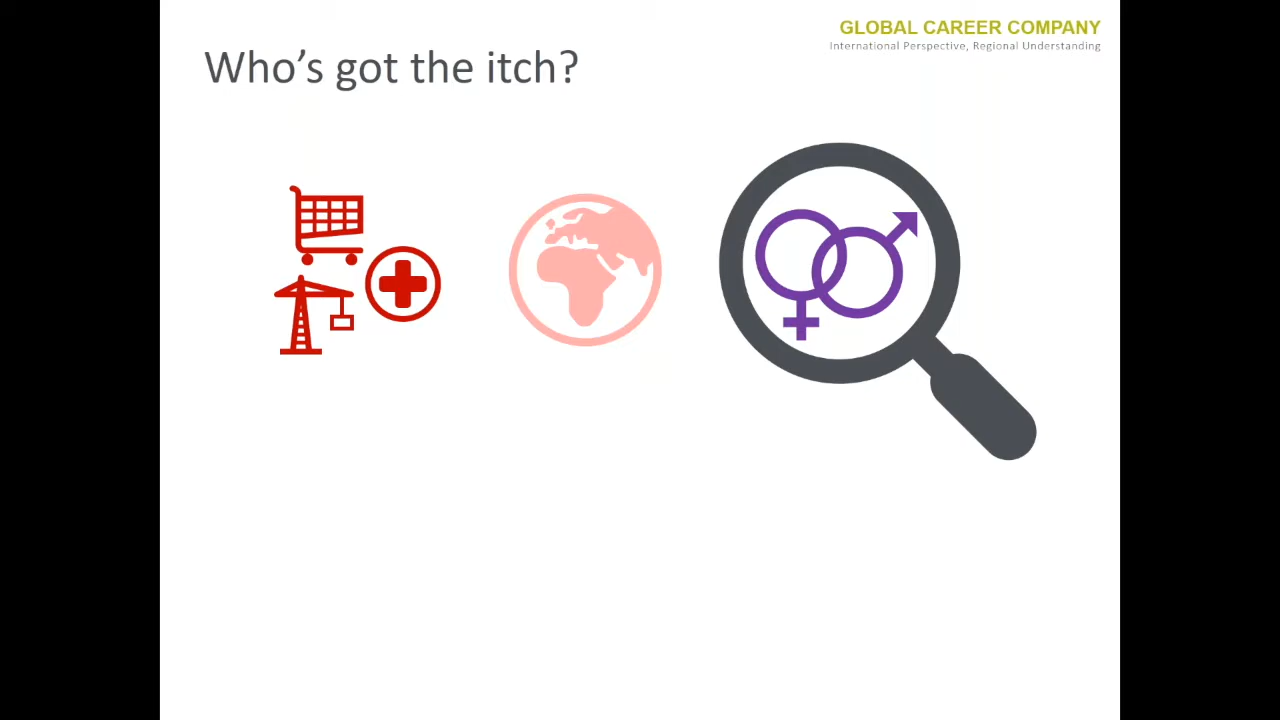 GLOBAL CAREER COMPANY
International Perspective, Regional Understanding
Who's got the itch?